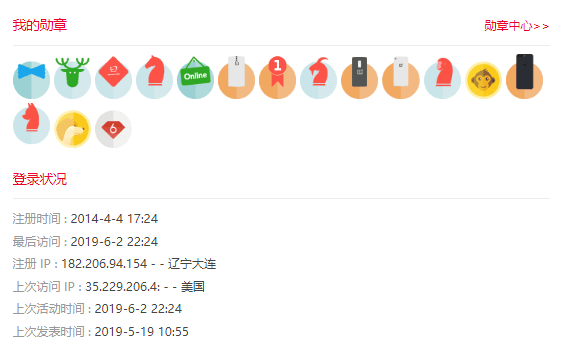 我的勋章
勋章中心>>
Online
1
6
登录状况
注册时间 : 2014-4-4 17:24
最后访问 : 2019-6-2 22:24
注册 IP : 182.206.94.154 - - 辽宁大连
上次访问 IP : 35.229.206.4: - - 美国
上次活动时间 : 2019-6-2 22:24
上次发表时间 : 2019-5-19 10:55